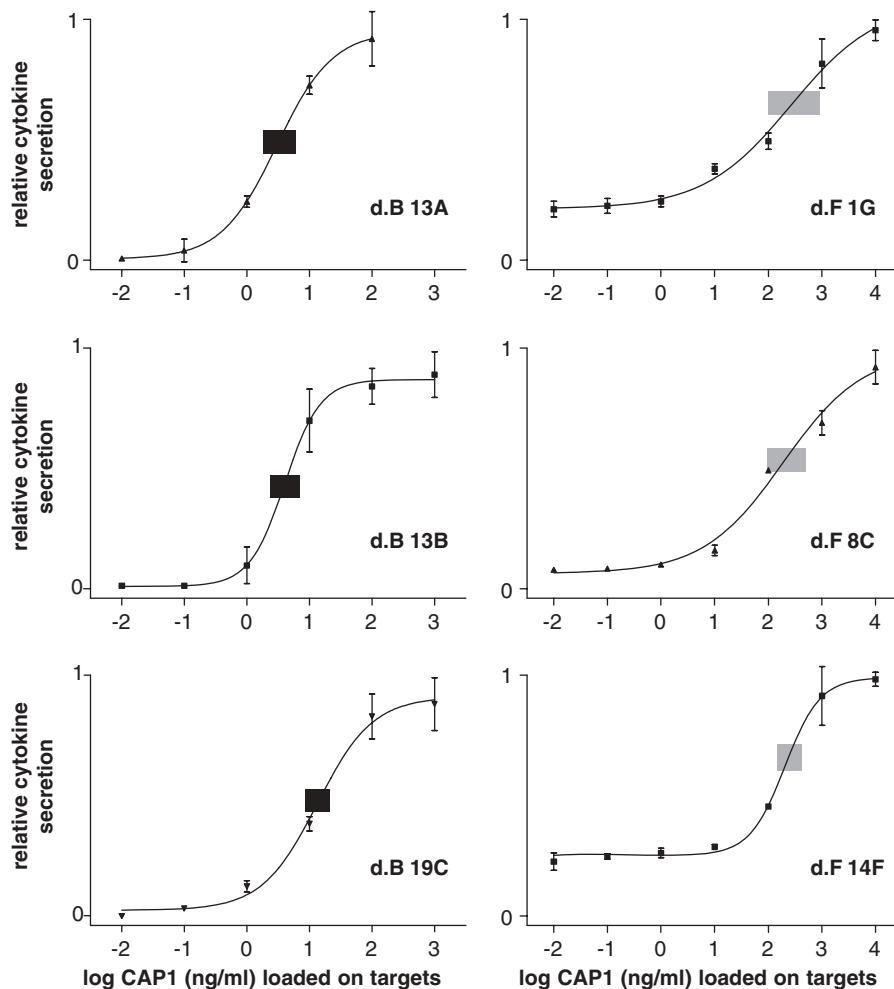 relative cytokine
secretion
1
0
d.B 13A
-2 -1 0 1 2 3
1
0
d.F 1G
-2 -1 0 1 2 3 4
relative cytokine
secretion
1
0
d.B 13B
-2 -1 0 1 2 3
1
0
d.F 8C
-2 -1 0 1 2 3 4
relative cytokine
secretion
1
0
d.B 19C
-2 -1 0 1 2 3
log CAP1 (ng/ml) loaded on targets
1
0
d.F 14F
-2 -1 0 1 2 3 4
log CAP1 (ng/ml) loaded on targets